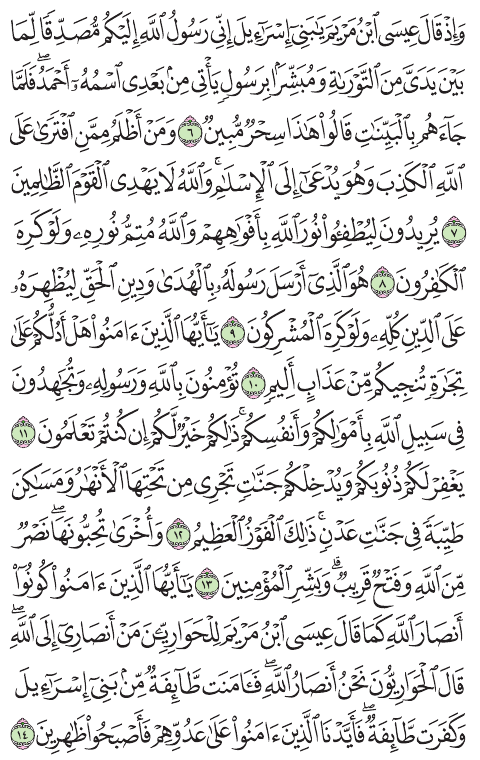 وَإِذْ قَالَ عِيسَى ٱبْنُ مَرْيَمَ يَٰبَنِىٓ إِسْرَٰٓءِيلَ إِنِّى رَسُولُ ٱللَّهِ إِلَيْكُم مُّصَدِّقًا لِّمَا
بَيْنَ يَدَىَّ مِنَ ٱلتَّوْرَىٰةِ وَمُبَشِّرًۢا بِرَسُولٍ يَأْتِى مِنۢ بَعْدِى ٱسْمُهُۥٓ أَحْمَدُ ۖ فَلَمَّا
جَآءَهُم بِٱلْبَيِّنَٰتِ قَالُوا۟ هَٰذَا سِحْرٌ مُّبِينٌ ٦ وَمَنْ أَظْلَمُ مِمَّنِ ٱفْتَرَىٰ عَلَى
ٱللَّهِ ٱلْكَذِبَ وَهُوَ يُدْعَىٰٓ إِلَى ٱلْإِسْلَٰمِ ۚ وَٱللَّهُ لَا يَهْدِى ٱلْقَوْمَ ٱلظَّٰلِمِينَ
٧ يُرِيدُونَ لِيُطْفِـُٔوا۟ نُورَ ٱللَّهِ بِأَفْوَٰهِهِمْ وَٱللَّهُ مُتِمُّ نُورِهِۦ وَلَوْ كَرِهَ
ٱلْكَٰفِرُونَ ٨ هُوَ ٱلَّذِىٓ أَرْسَلَ رَسُولَهُۥ بِٱلْهُدَىٰ وَدِينِ ٱلْحَقِّ لِيُظْهِرَهُۥ
عَلَى ٱلدِّينِ كُلِّهِۦ وَلَوْ كَرِهَ ٱلْمُشْرِكُونَ ٩ يَٰٓأَيُّهَا ٱلَّذِينَ ءَامَنُوا۟ هَلْ أَدُلُّكُمْ عَلَىٰ
تِجَٰرَةٍ تُنجِيكُم مِّنْ عَذَابٍ أَلِيمٍ ١٠ تُؤْمِنُونَ بِٱللَّهِ وَرَسُولِهِۦ وَتُجَٰهِدُونَ
فِى سَبِيلِ ٱللَّهِ بِأَمْوَٰلِكُمْ وَأَنفُسِكُمْ ۚ ذَٰلِكُمْ خَيْرٌ لَّكُمْ إِن كُنتُمْ تَعْلَمُونَ ١١
يَغْفِرْ لَكُمْ ذُنُوبَكُمْ وَيُدْخِلْكُمْ جَنَّٰتٍ تَجْرِى مِن تَحْتِهَا ٱلْأَنْهَٰرُ وَمَسَٰكِنَ
طَيِّبَةً فِى جَنَّٰتِ عَدْنٍ ۚ ذَٰلِكَ ٱلْفَوْزُ ٱلْعَظِيمُ ١٢ وَأُخْرَىٰ تُحِبُّونَهَا ۖ نَصْرٌ
مِّنَ ٱللَّهِ وَفَتْحٌ قَرِيبٌ ۗ وَبَشِّرِ ٱلْمُؤْمِنِينَ ١٣ يَٰٓأَيُّهَا ٱلَّذِينَ ءَامَنُوا۟ كُونُوٓا۟
أَنصَارَ ٱللَّهِ كَمَا قَالَ عِيسَى ٱبْنُ مَرْيَمَ لِلْحَوَارِيِّـۧنَ مَنْ أَنصَارِىٓ إِلَى ٱللَّهِ ۖ
قَالَ ٱلْحَوَارِيُّونَ نَحْنُ أَنصَارُ ٱللَّهِ ۖ فَـَٔامَنَت طَّآئِفَةٌ مِّنۢ بَنِىٓ إِسْرَٰٓءِيلَ
وَكَفَرَت طَّآئِفَةٌ ۖ فَأَيَّدْنَا ٱلَّذِينَ ءَامَنُوا۟ عَلَىٰ عَدُوِّهِمْ فَأَصْبَحُوا۟ ظَٰهِرِينَ ١٤